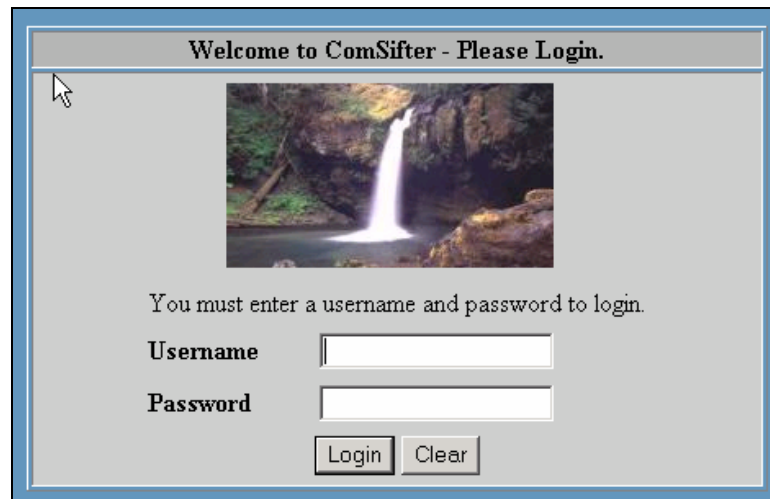 Welcome to ComSifter - Please Login.
You must enter a username and password to login.
Username
Password
Login Clear